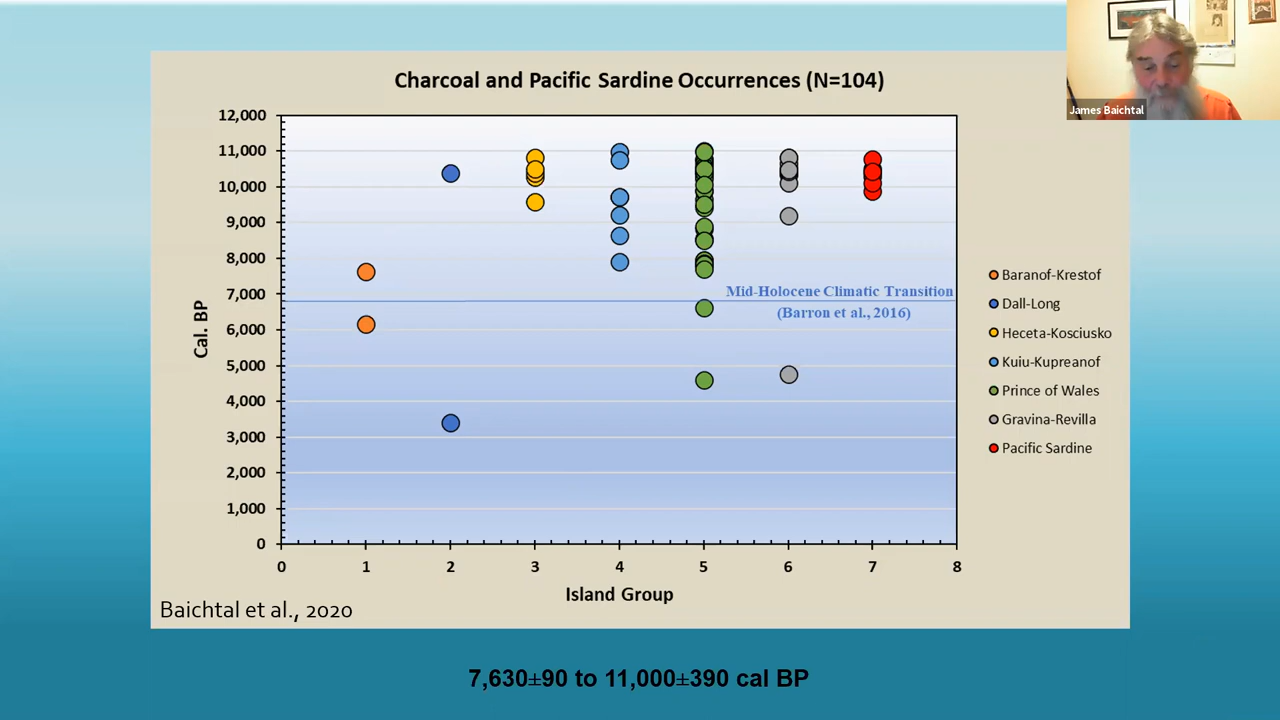 James Baichtal
Charcoal and Pacific Sardine Occurrences (N=104)
12,000
11,000
10,000
9,000
8,000
7,000
6,000
5,000
4,000
3,000
2,000
1,000
0
Cal. BP
Mid-Holocene Climatic Transition
(Barron et al., 2016)
0 1 2 3 4 5 6 7 8
Island Group
Baranof-Krestof
Dall-Long
Heceta-Kosciusko
Kuiu-Kupreanof
Prince of Wales
Gravina-Revilla
Pacific Sardine
Baichtal et al., 2020
7,630±90 to 11,000±390 cal BP